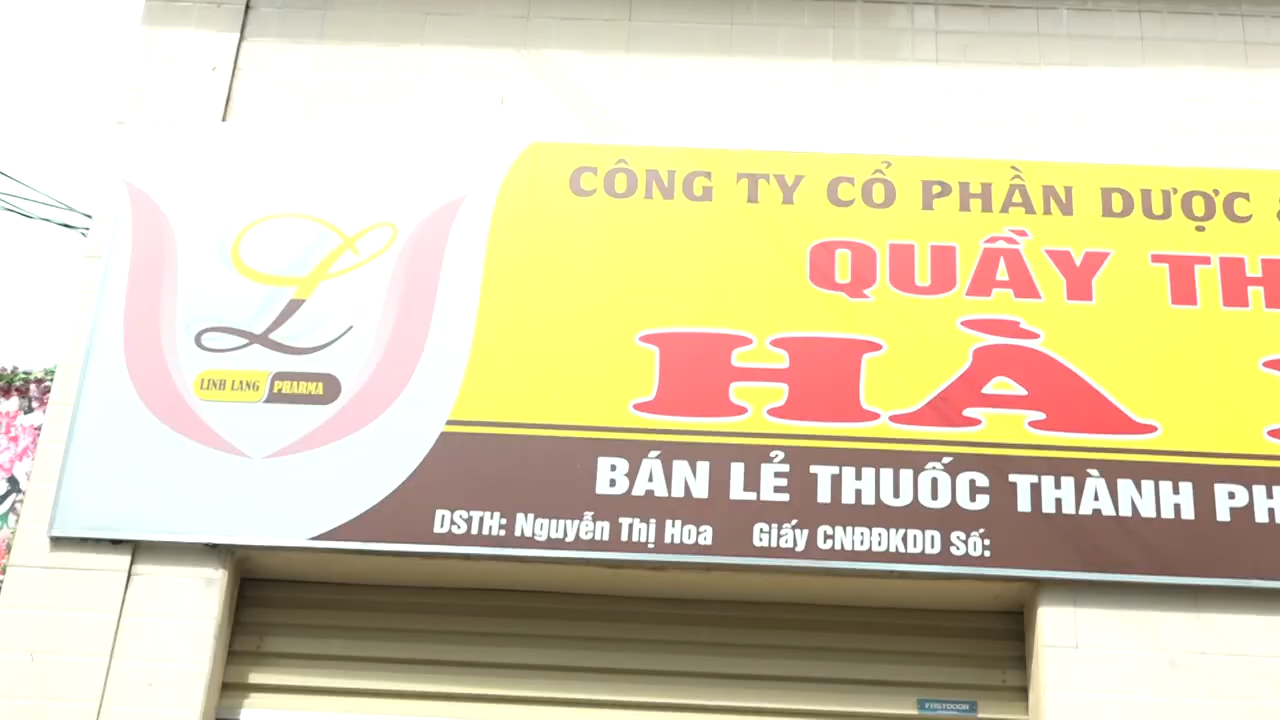 CÔNG TY CỔ PHẦN DƯỢC
QUẦY TH
HÀ
LINH LANG PHARMA
BÁN LẺ THUỐC THÀNH PH
DSTH: Nguyễn Thị Hoa Giấy CNĐĐKDD Số:
FASTDOOR